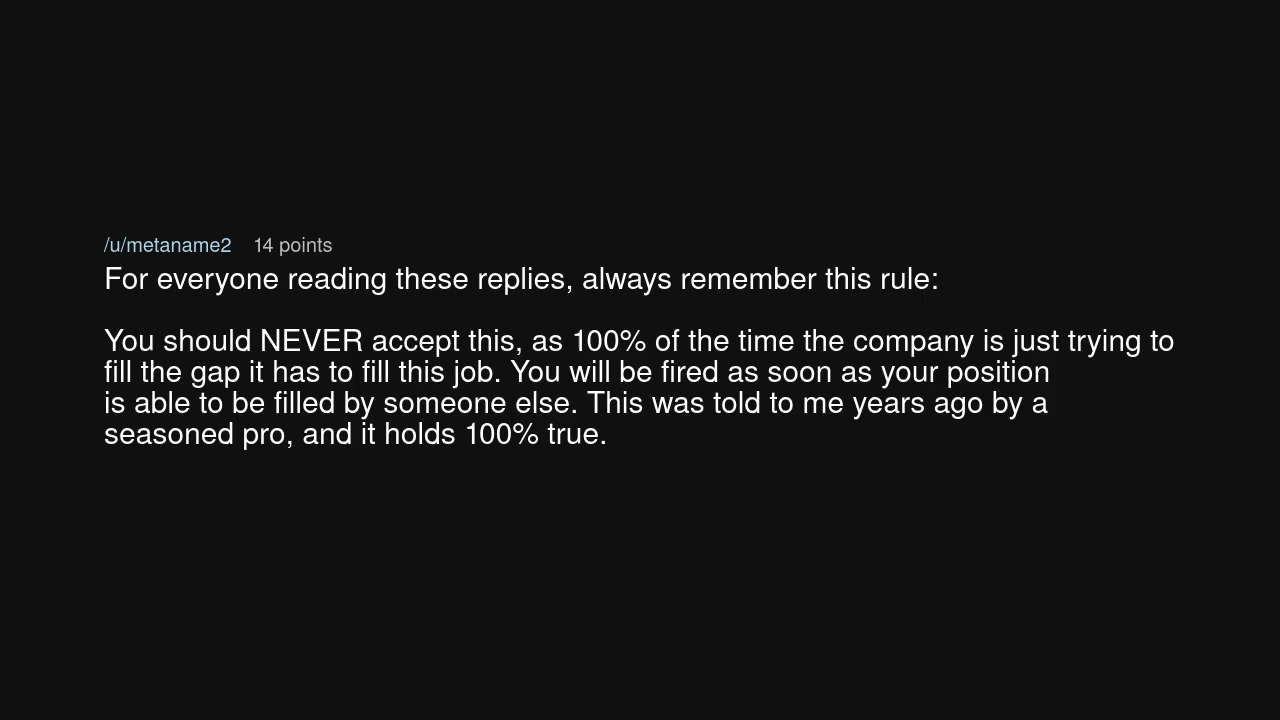 /u/metaname2 14 points
For everyone reading these replies, always remember this rule:
You should NEVER accept this, as 100% of the time the company is just trying to
fill the gap it has to fill this job. You will be fired as soon as your position
is able to be filled by someone else. This was told to me years ago by a
seasoned pro, and it holds 100% true.